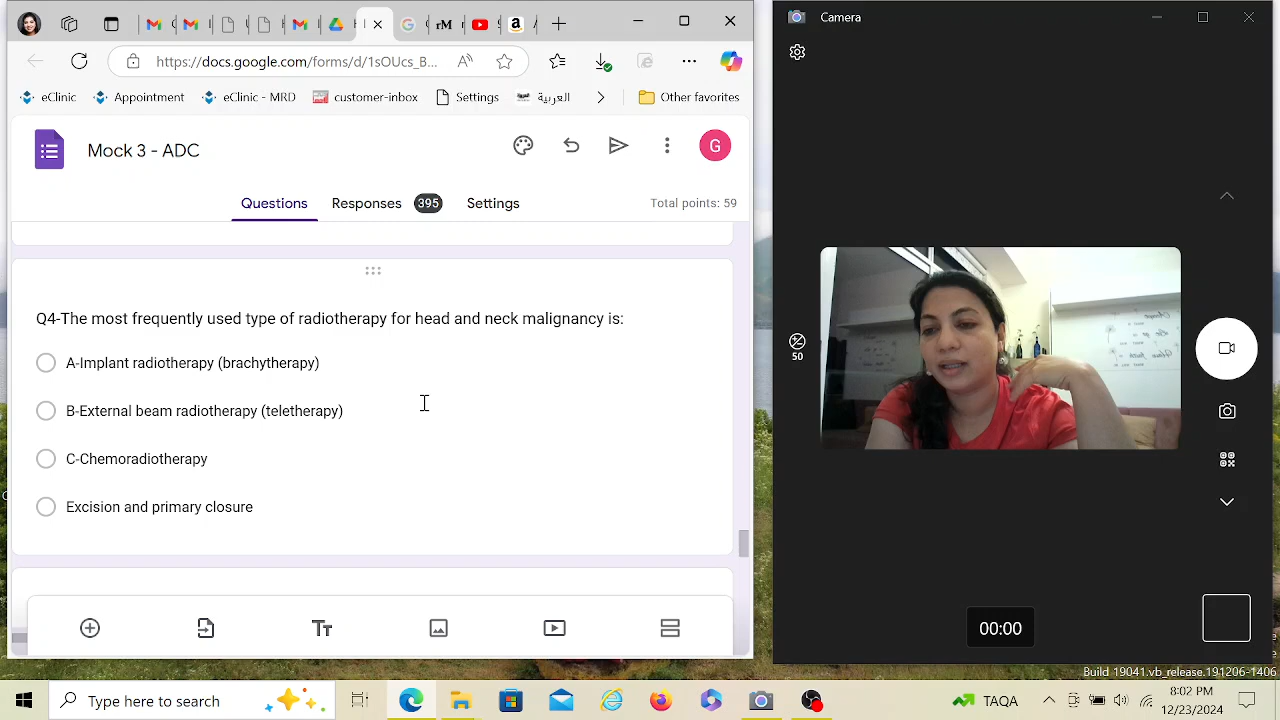 Camera
https://docs.google.com/forms/d/1sOUcs_B...
eClinic
Appointment
eClinic - MRD
customer-inbox
Settings
العربية
Other favorites
Mock 3 - ADC
G
Questions
Responses
395
Settings
Total points: 59
Q4-The most frequently used type of radiotherapy for head and neck malignancy is:
A-Implant radiotherapy (brachytherapy)
B-External beam radiotherapy (teletherapy)
C-Chemoradiotherapy
Excision and primary closure
50
00:00
Build 19041.vb_release.191206-1406
Type here to search
TAQA
8:02 PM
12/23/2024